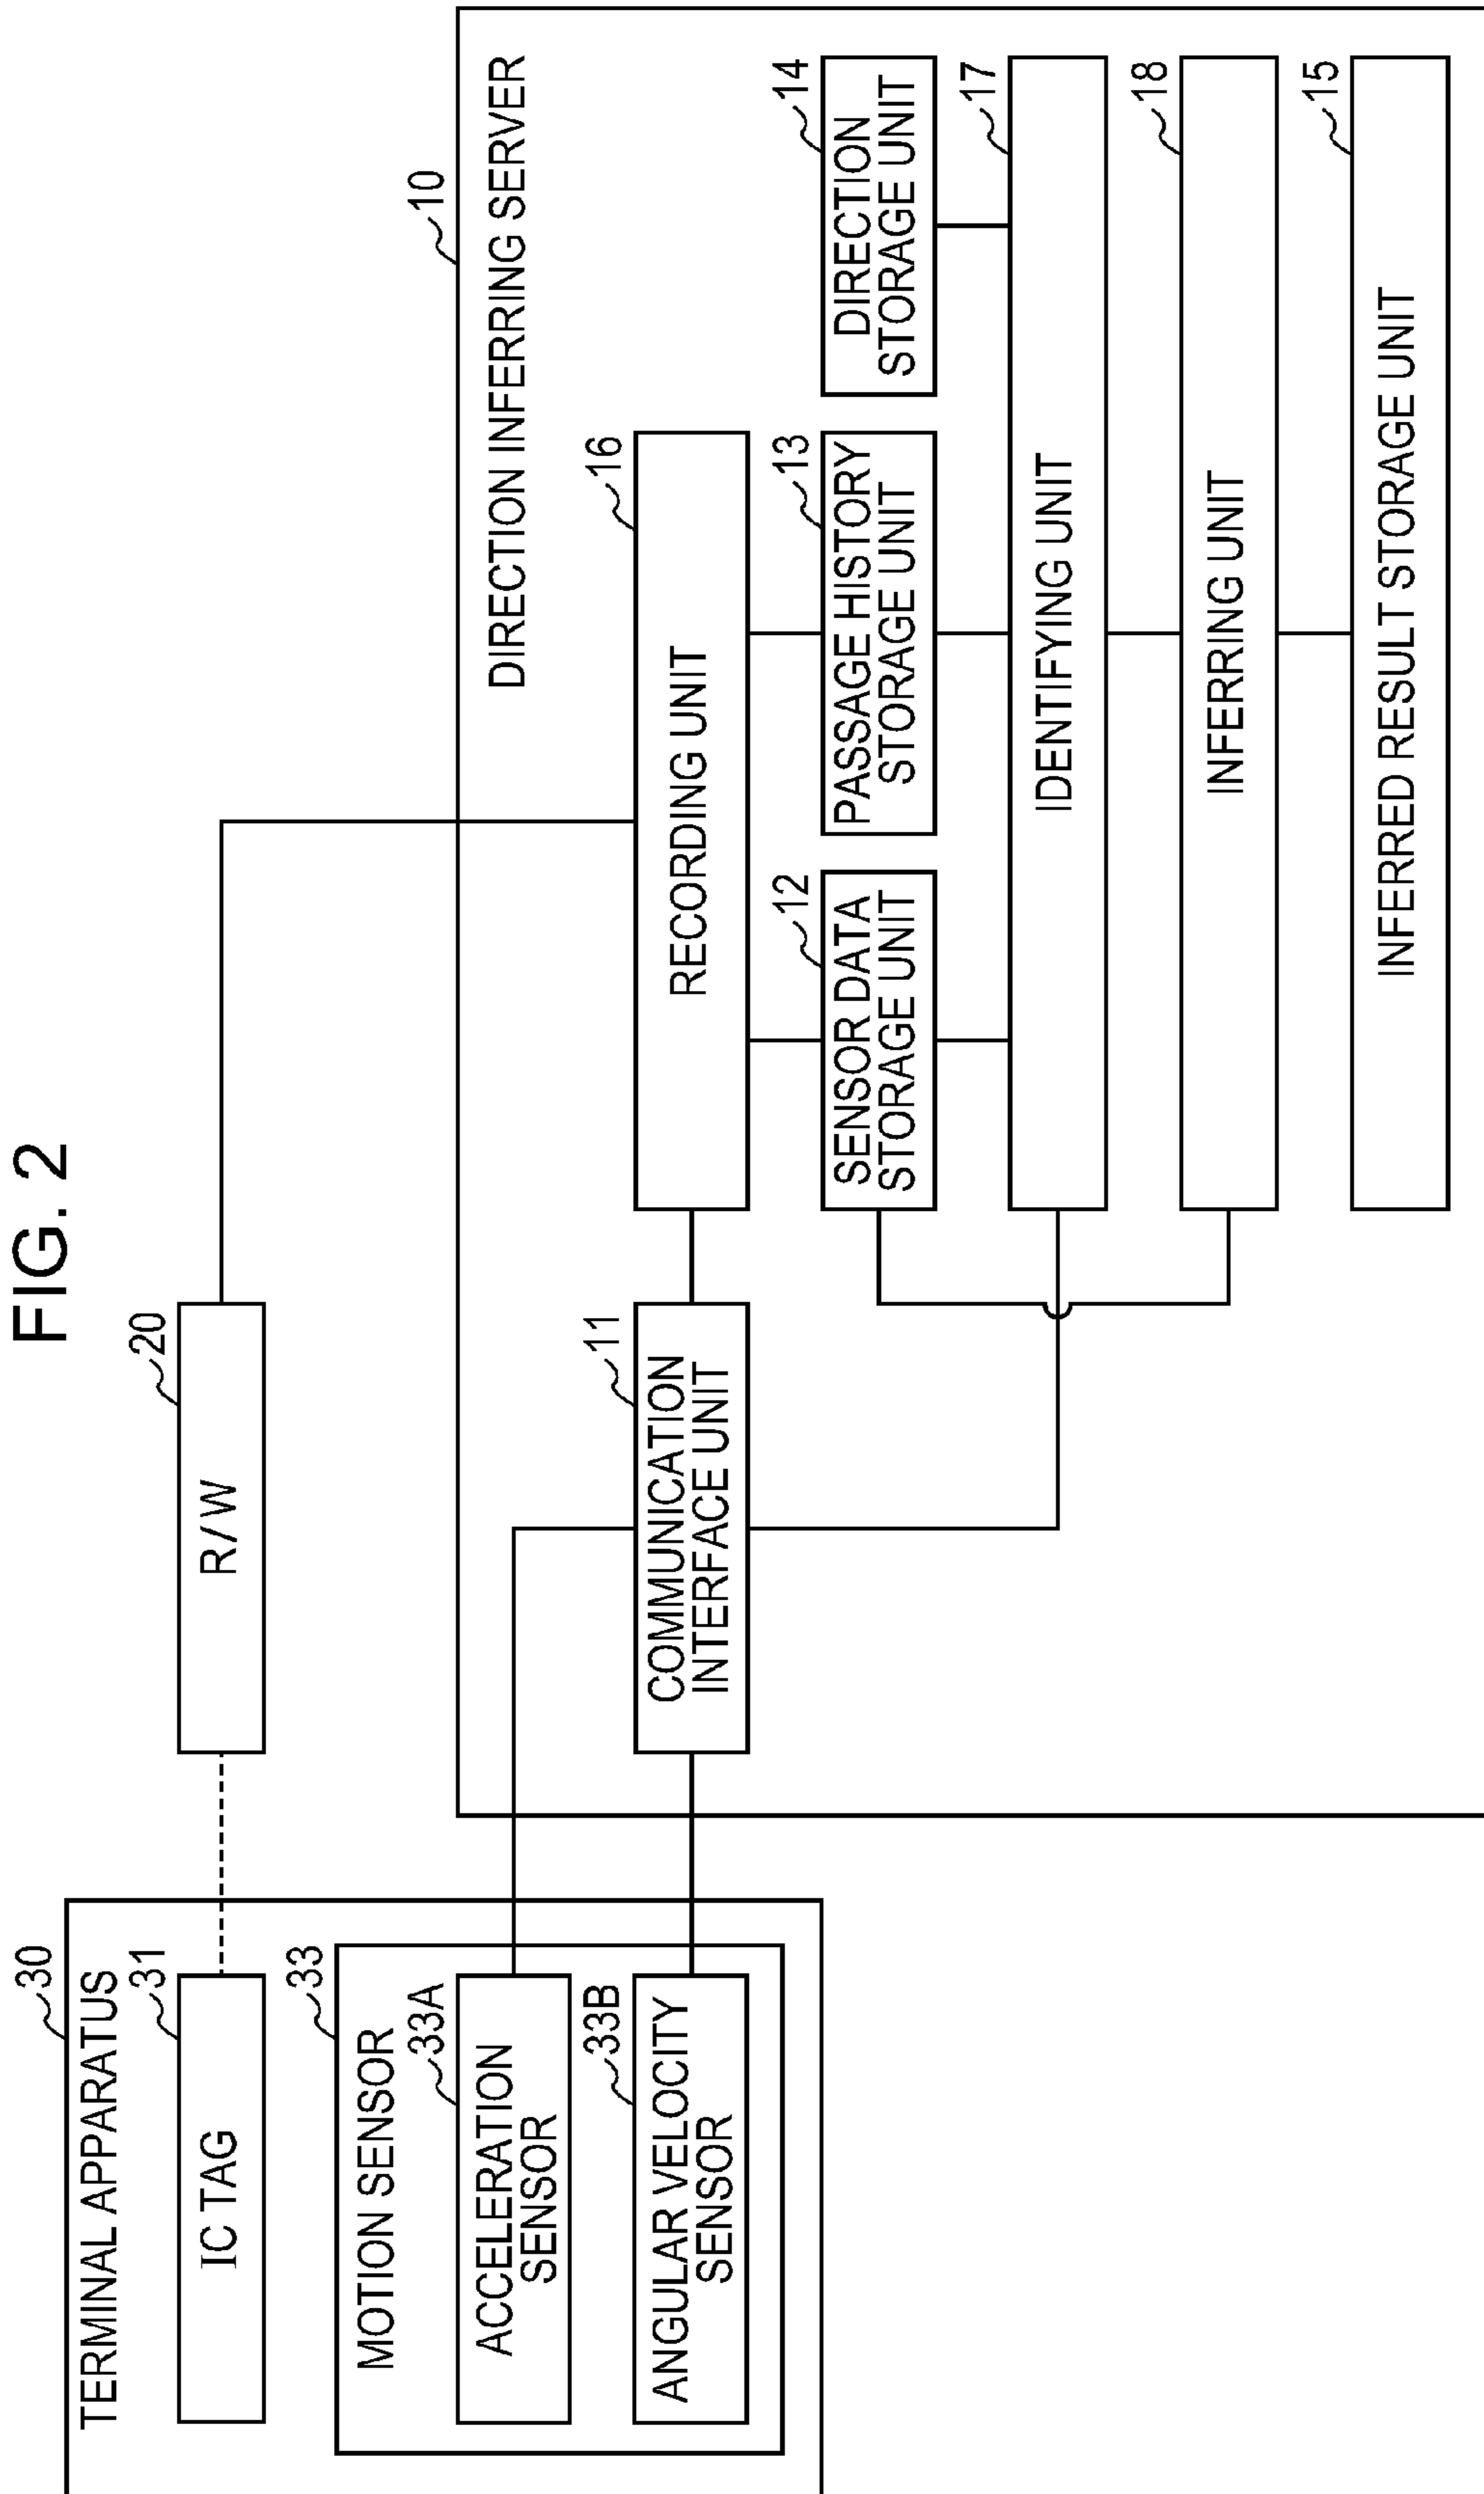 FIG. 2
30
TERMINAL APPARATUS
31
IC TAG
33
MOTION SENSOR
33A
ACCELERATION
SENSOR
33B
ANGULAR VELOCITY
SENSOR
20
R/W
10
DIRECTION INFERRING SERVER
11
COMMUNICATION
INTERFACE UNIT
16
RECORDING UNIT
12
SENSOR DATA
STORAGE UNIT
13
PASSAGE HISTORY
STORAGE UNIT
14
DIRECTION
STORAGE UNIT
17
IDENTIFYING UNIT
18
INFERRING UNIT
15
INFERRED RESULT STORAGE UNIT